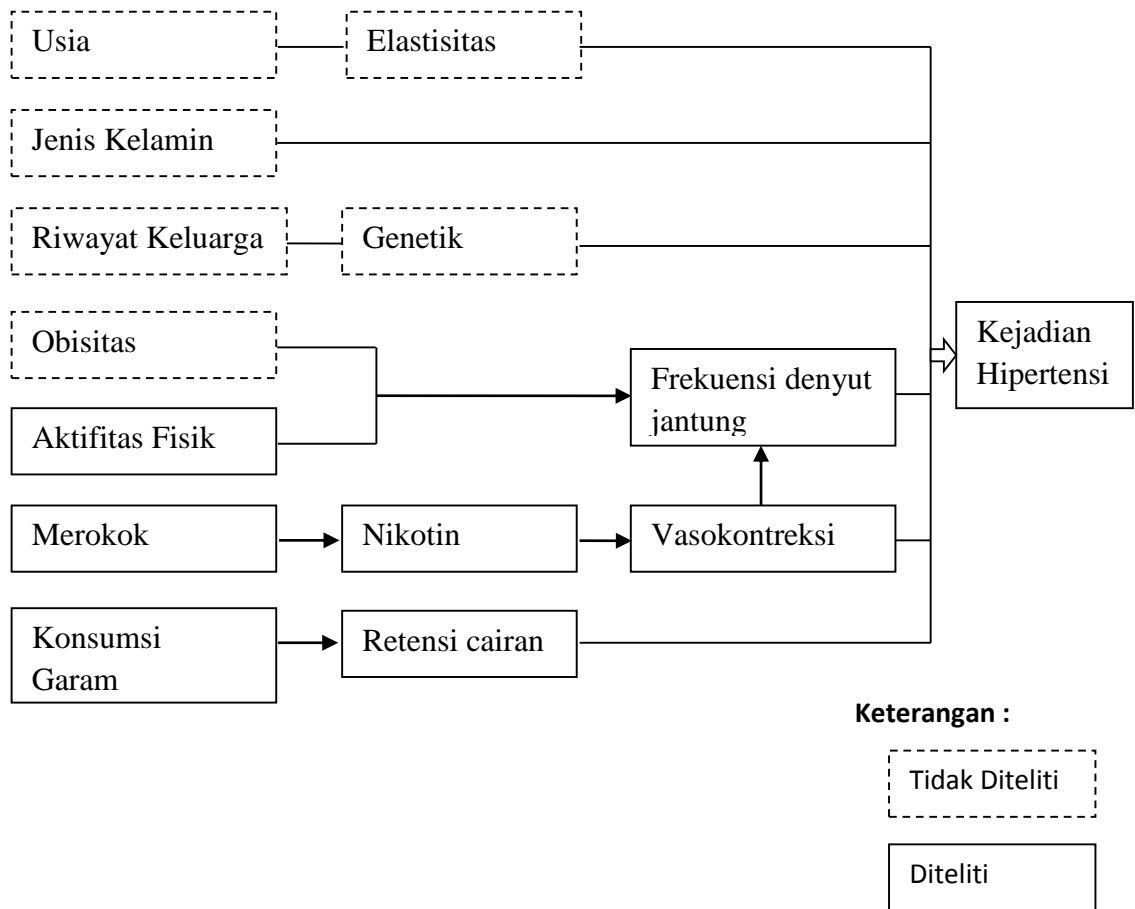 Usia
Elastisitas
Jenis Kelamin
Riwayat Keluarga
Genetik
Obisitas
Frekuensi denyut
jantung
Kejadian
Hipertensi
Aktifitas Fisik
Merokok
Nikotin
Vasokontreksi
Konsumsi
Garam
Retensi cairan
Keterangan :
Tidak Diteliti
Diteliti